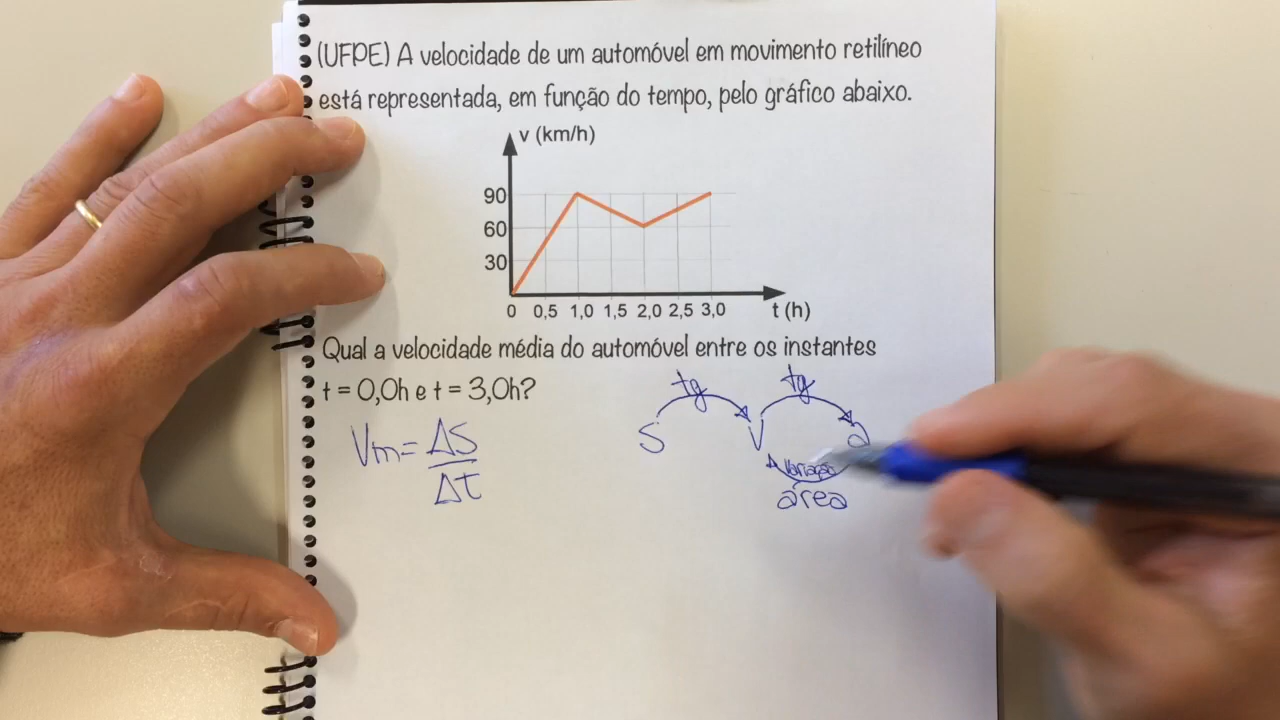 (UFPE) A velocidade de um automóvel em movimento retilíneo
está representada, em função do tempo, pelo gráfico abaixo.
v (km/h)
90
60
30
0 0,5 1,0 1,5 2,0 2,5 3,0 t (h)
Qual a velocidade média do automóvel entre os instantes
t = 0,0h e t = 3,0h?
tg tg
Vm = ΔS
Δt
S V a
Variação
área